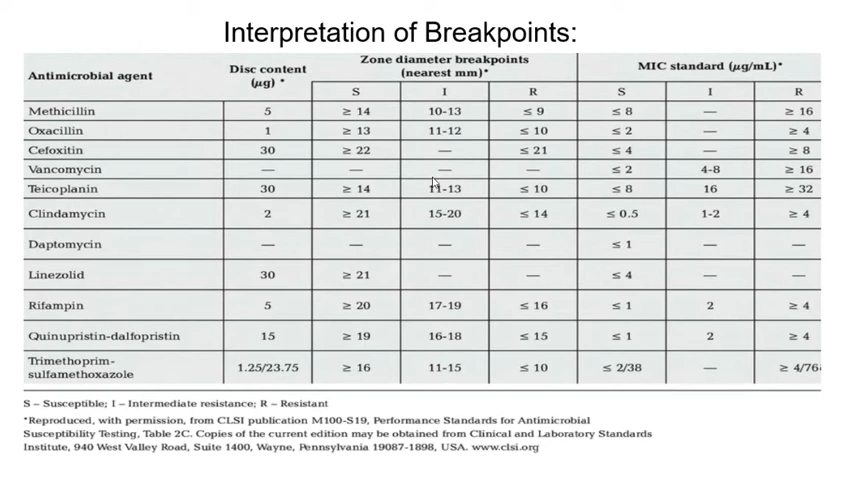 Interpretation of Breakpoints:
Antimicrobial agent Disc content (µg) * Zone diameter breakpoints (nearest mm)* MIC standard (µg/mL)*
S I R S I R
Methicillin 5 ≥ 14 10-13 ≤ 9 ≤ 8 — ≥ 16
Oxacillin 1 ≥ 13 11-12 ≤ 10 ≤ 2 — ≥ 4
Cefoxitin 30 ≥ 22 — ≤ 21 ≤ 4 — ≥ 8
Vancomycin — — — — ≤ 2 4-8 ≥ 16
Teicoplanin 30 ≥ 14 11-13 ≤ 10 ≤ 8 16 ≥ 32
Clindamycin 2 ≥ 21 15-20 ≤ 14 ≤ 0.5 1-2 ≥ 4
Daptomycin — — — — ≤ 1 — —
Linezolid 30 ≥ 21 — — ≤ 4 — —
Rifampin 5 ≥ 20 17-19 ≤ 16 ≤ 1 2 ≥ 4
Quinupristin-dalfopristin 15 ≥ 19 16-18 ≤ 15 ≤ 1 2 ≥ 4
Trimethoprim-
sulfamethoxazole 1.25/23.75 ≥ 16 11-15 ≤ 10 ≤ 2/38 — ≥ 4/76
S – Susceptible; I – Intermediate resistance; R – Resistant
*Reproduced, with permission, from CLSI publication M100-S19, Performance Standards for Antimicrobial
Susceptibility Testing, Table 2C. Copies of the current edition may be obtained from Clinical and Laboratory Standards
Institute, 940 West Valley Road, Suite 1400, Wayne, Pennsylvania 19087-1898, USA. www.clsi.org